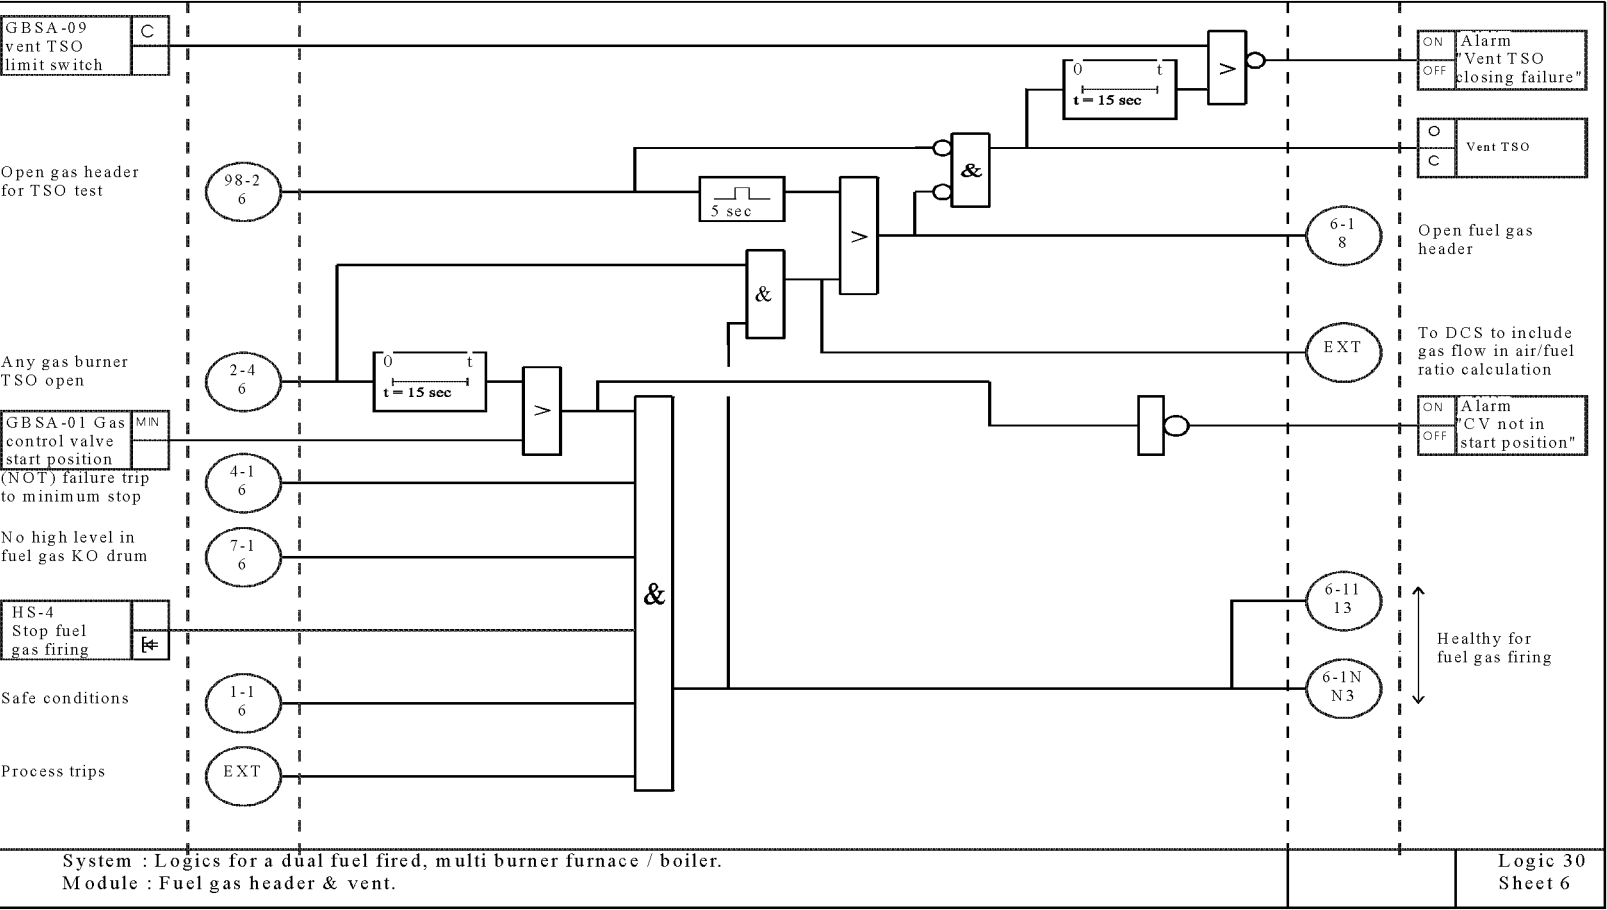 GBSA-09
vent TSO
limit switch
C
ON
OFF
Alarm
"Vent TSO
closing failure"
>
0 t
t = 15 sec
O
C
Vent TSO
Open gas header
for TSO test
98-2
6
5 sec
&
>
6-1
8
Open fuel gas
header
&
EXT
To DCS to include
gas flow in air/fuel
ratio calculation
Any gas burner
TSO open
2-4
6
0 t
t = 15 sec
>
ON
OFF
Alarm
"CV not in
start position"
GBSA-01 Gas
control valve
start position
MIN
(NOT) failure trip
to minimum stop
4-1
6
No high level in
fuel gas KO drum
7-1
6
&
HS-4
Stop fuel
gas firing
6-11
13
Healthy for
fuel gas firing
6-1N
N3
Safe conditions
1-1
6
Process trips
EXT
System : Logics for a dual fuel fired, multi burner furnace / boiler.
Module : Fuel gas header & vent.
Logic 30
Sheet 6